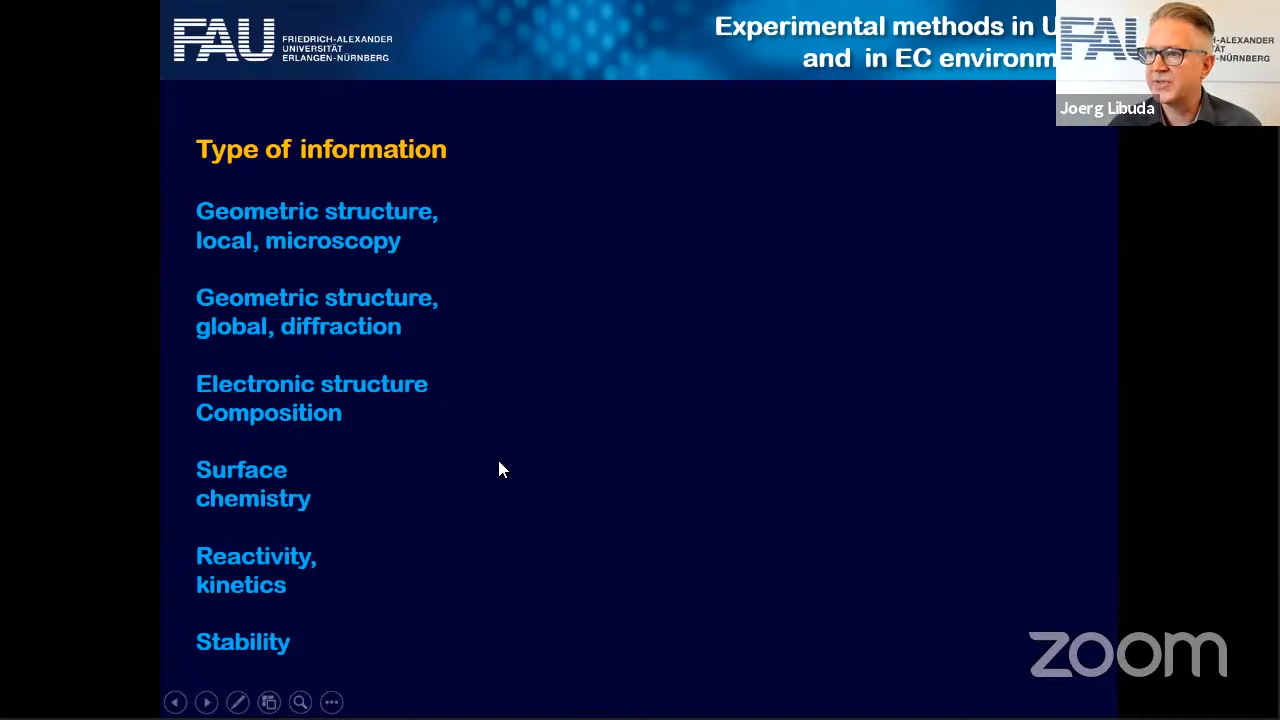 FAU
FRIEDRICH-ALEXANDER
UNIVERSITÄT
ERLANGEN-NÜRNBERG
Experimental methods in U
and in EC environm
FAU
-ALEXANDER
TÄT
-NÜRNBERG
Joerg Libuda
Type of information
Geometric structure,
local, microscopy
Geometric structure,
global, diffraction
Electronic structure
Composition
Surface
chemistry
Reactivity,
kinetics
Stability
zoom